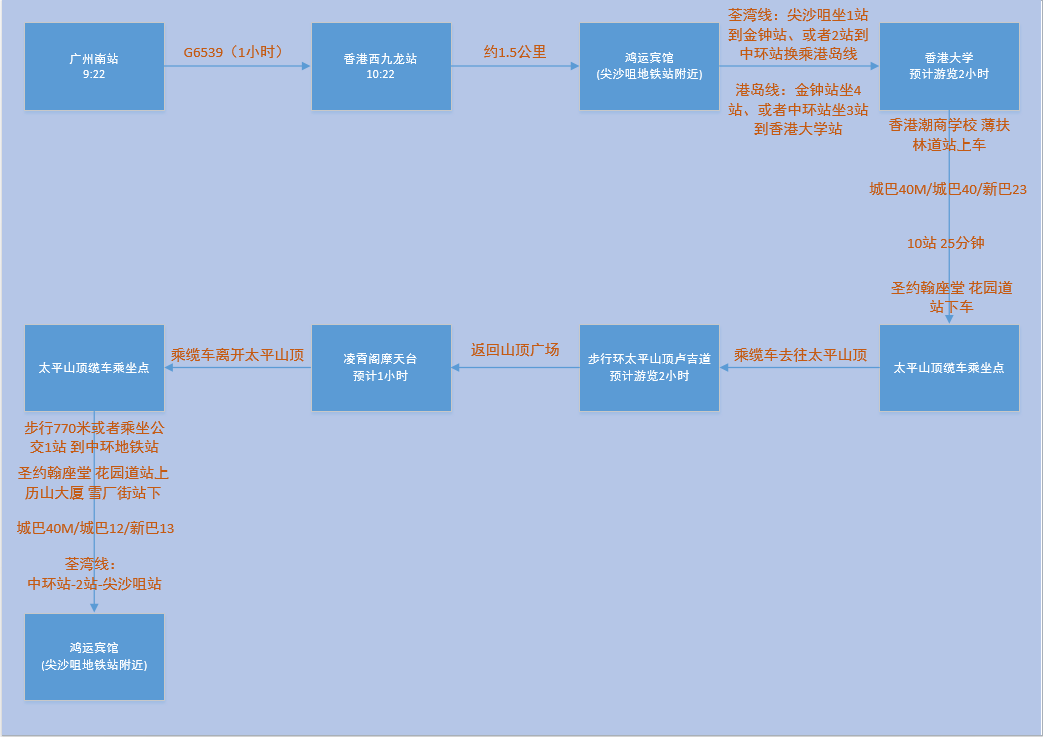 广州南站
9:22
G6539（1小时）
香港西九龙站
10:22
约1.5公里
鸿运宾馆
(尖沙咀地铁站附近)
荃湾线：尖沙咀坐1站
到金钟站、或者2站到
中环站换乘港岛线
港岛线：金钟站坐4
站、或者中环站坐3站
到香港大学站
香港大学
预计游览2小时
香港潮商学校 薄扶
林道站上车
城巴40M/城巴40/新巴23
10站 25分钟
圣约翰座堂 花园道
站下车
太平山顶缆车乘坐点
乘缆车去往太平山顶
步行环太平山顶卢吉道
预计游览2小时
返回山顶广场
凌霄阁摩天台
预计1小时
乘缆车离开太平山顶
太平山顶缆车乘坐点
步行770米或者乘坐公
交1站 到中环地铁站
圣约翰座堂 花园道站上
历山大厦 雪厂街站下
城巴40M/城巴12/新巴13
荃湾线：
中环站-2站-尖沙咀站
鸿运宾馆
(尖沙咀地铁站附近)